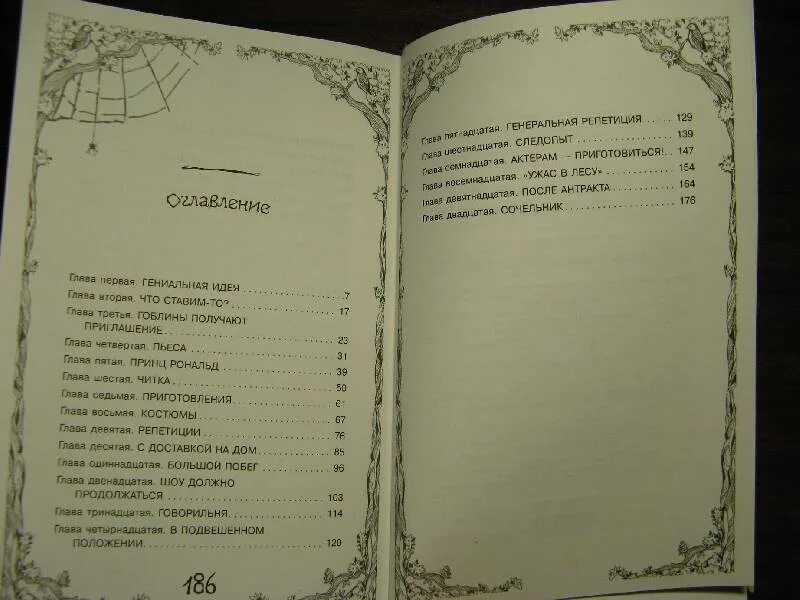 Оглавление
Глава первая. ГЕНИАЛЬНАЯ ИДЕЯ ..................... 7
Глава вторая. ЧТО СТАВИМ-ТО? ..................... 17
Глава третья. ГОБЛИНЫ ПОЛУЧАЮТ
ПРИГЛАШЕНИЕ ..................... 23
Глава четвертая. ПЬЕСА ..................... 31
Глава пятая. ПРИНЦ РОНАЛЬД ..................... 39
Глава шестая. ЧИТКА ..................... 50
Глава седьмая. ПРИГОТОВЛЕНИЯ ..................... 61
Глава восьмая. КОСТЮМЫ ..................... 67
Глава девятая. РЕПЕТИЦИИ ..................... 76
Глава десятая. С ДОСТАВКОЙ НА ДОМ ..................... 85
Глава одиннадцатая. БОЛЬШОЙ ПОБЕГ ..................... 96
Глава двенадцатая. ШОУ ДОЛЖНО
ПРОДОЛЖАТЬСЯ ..................... 103
Глава тринадцатая. ГОВОРИЛЬНЯ ..................... 114
Глава четырнадцатая. В ПОДВЕШЕННОМ
ПОЛОЖЕНИИ ..................... 120
186
Глава пятнадцатая. ГЕНЕРАЛЬНАЯ РЕПЕТИЦИЯ ..... 129
Глава шестнадцатая. СЛЕДОПЫТ ..................... 139
Глава семнадцатая. АКТЕРАМ – ПРИГОТОВИТЬСЯ! .. 147
Глава восемнадцатая. «УЖАС В ЛЕСУ» ............... 154
Глава девятнадцатая. ПОСЛЕ АНТРАКТА ............. 164
Глава двадцатая. СОЧЕЛЬНИК ..................... 176